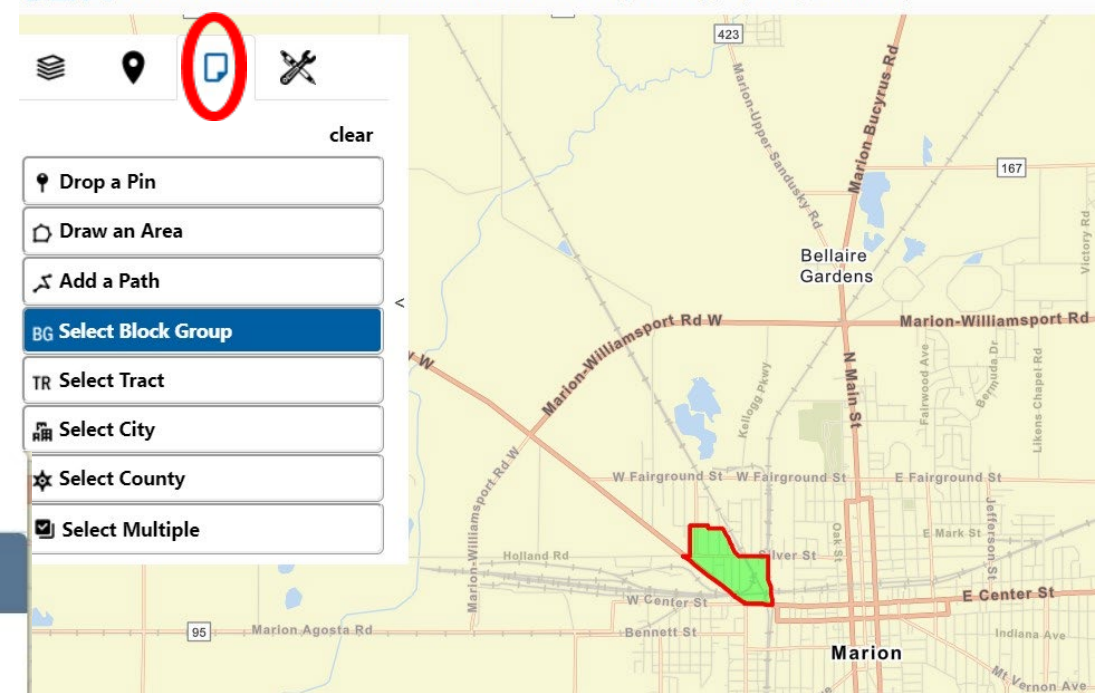 clear
Drop a Pin
Draw an Area
Add a Path
BG Select Block Group
TR Select Tract
Select City
Select County
Select Multiple
<
423
Marion-Upper Sandusky Rd
Marion Bucyrus Rd
167
Victory Rd
Bellaire
Gardens
Marion-Williamsport Rd W
Marion-Williamsport Rd
W
N Main St
Kellogg Pkwy
Fairwood Ave
Bermuda Dr
Likens Chapel Rd
Marion-Williamsport Rd W
W Fairground St
W Fairground St
E Fairground St
Jefferson St
Oak St
E Mark St
Holland Rd
Silver St
W Center St
E Center St
95
Marion Agosta Rd
Bennett St
Indiana Ave
Marion
Mt Vernon Ave